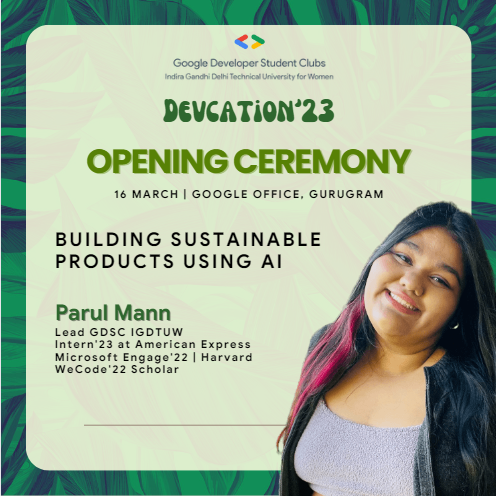 Google Developer Student Clubs
Indira Gandhi Delhi Technical University for Women
DEVCATION'23
OPENING CEREMONY
16 MARCH | GOOGLE OFFICE, GURUGRAM
BUILDING SUSTAINABLE
PRODUCTS USING AI
Parul Mann
Lead GDSC IGDTUW
Intern'23 at American Express
Microsoft Engage'22 | Harvard
WeCode'22 Scholar